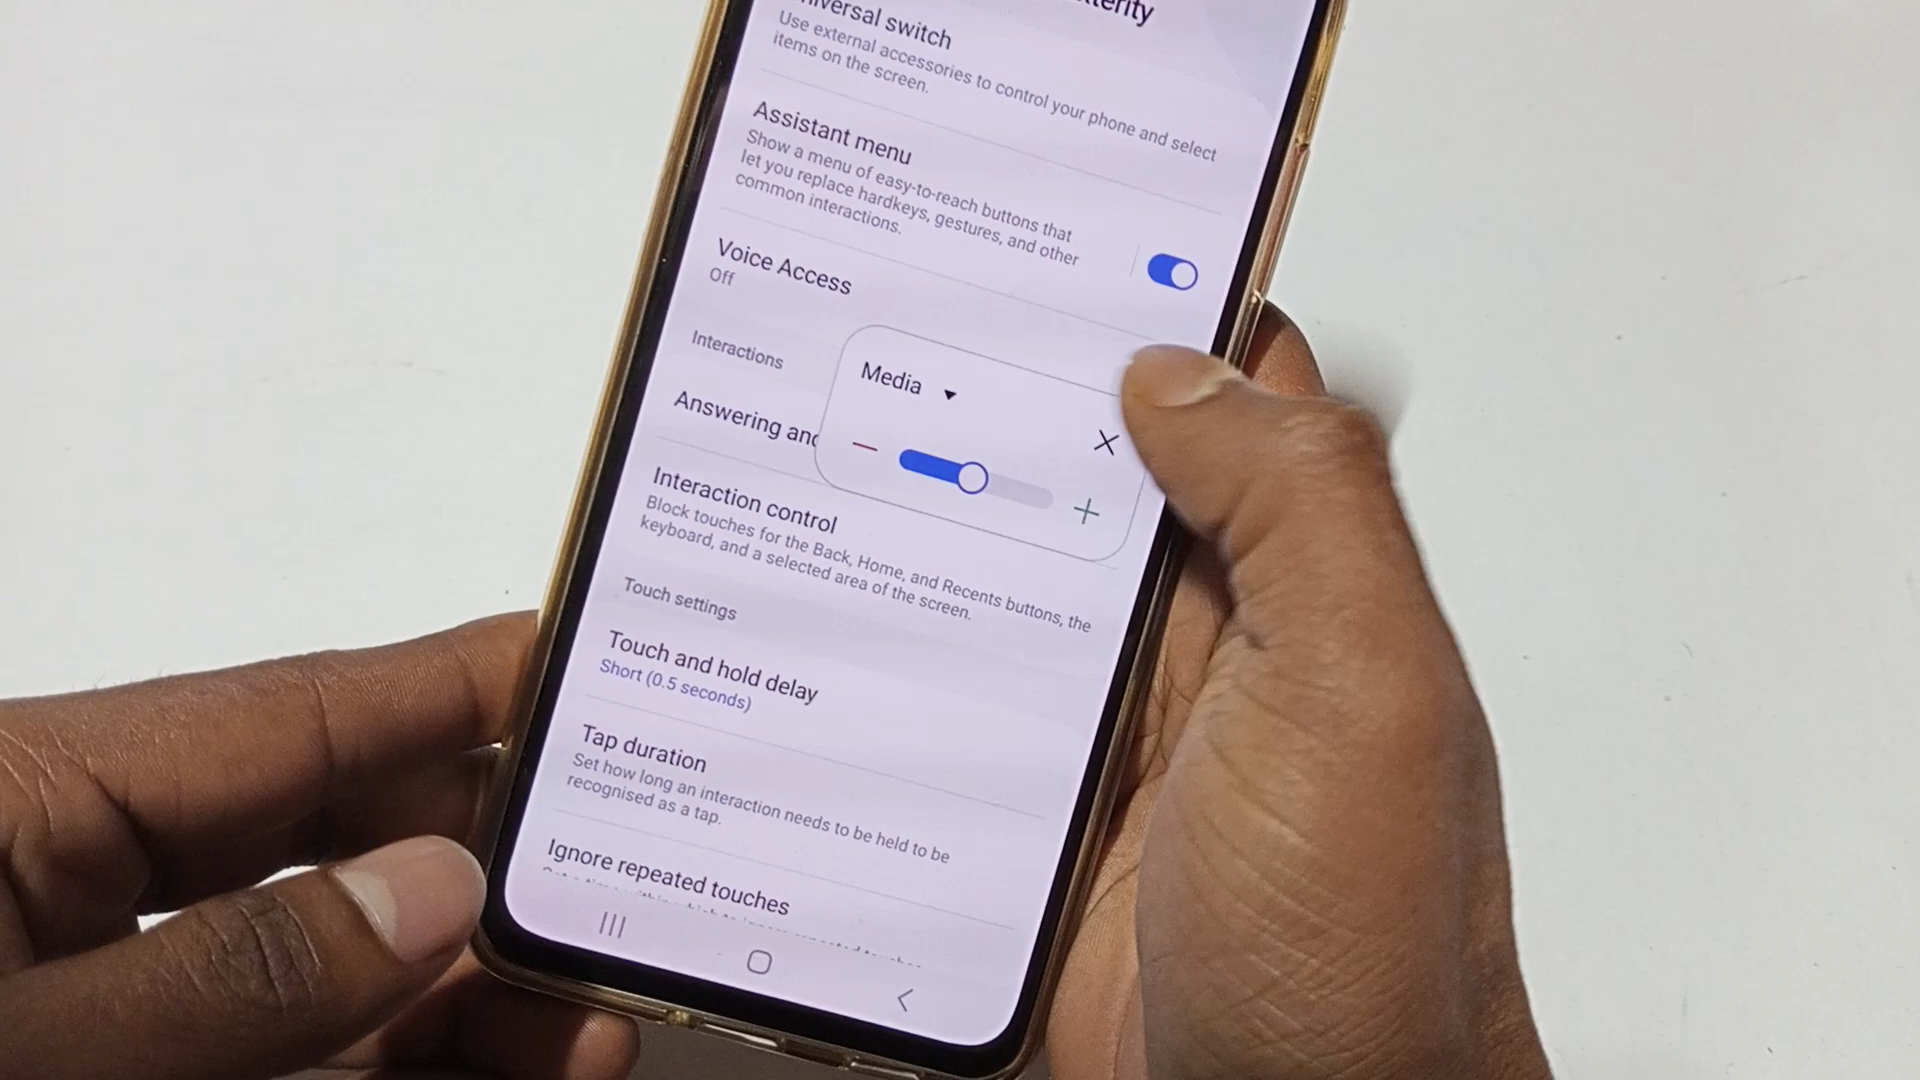 switch
Use external accessories to control your phone and select
items on the screen.
Assistant menu
Show a menu of easy-to-reach buttons that
let you replace hardkeys, gestures, and other
common interactions.
Voice Access
Off
Interactions
Media
Answering and
Interaction control
Block touches for the Back, Home, and Recents buttons, the
keyboard, and a selected area of the screen.
Touch settings
Touch and hold delay
Short (0.5 seconds)
Tap duration
Set how long an interaction needs to be held to be
recognised as a tap.
Ignore repeated touches